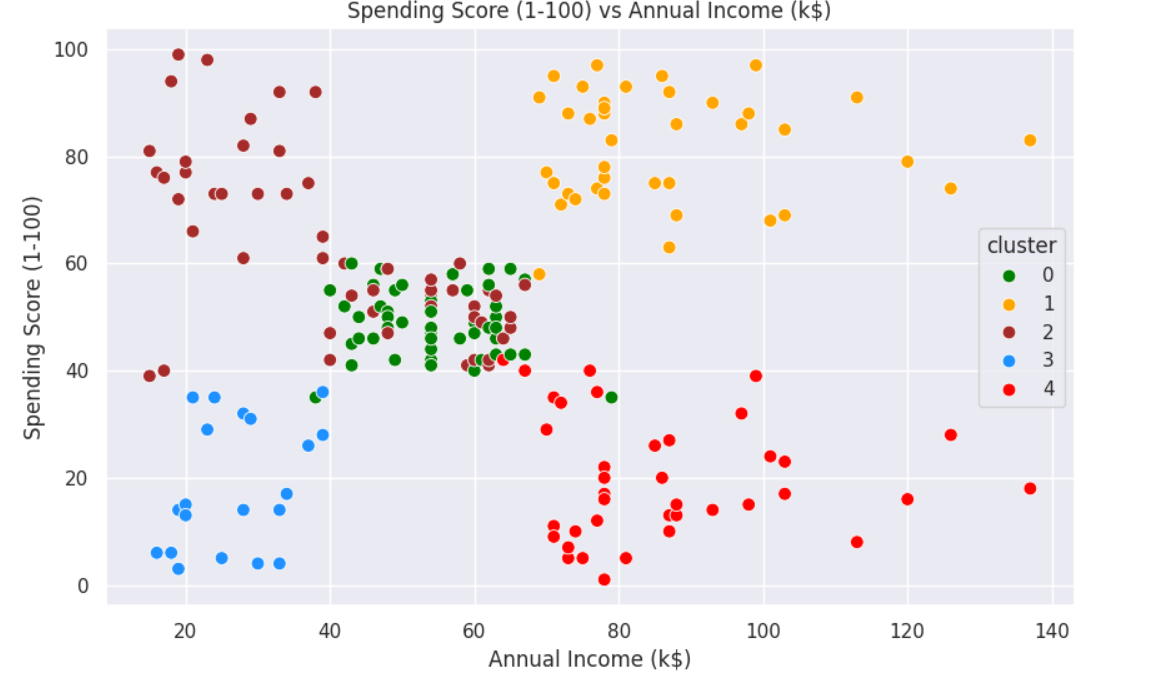 Spending Score (1-100) vs Annual Income (k$)
100
80
60
40
20
0
Spending Score (1-100)
cluster
0
1
2
3
4
20 40 60 80 100 120 140
Annual Income (k$)